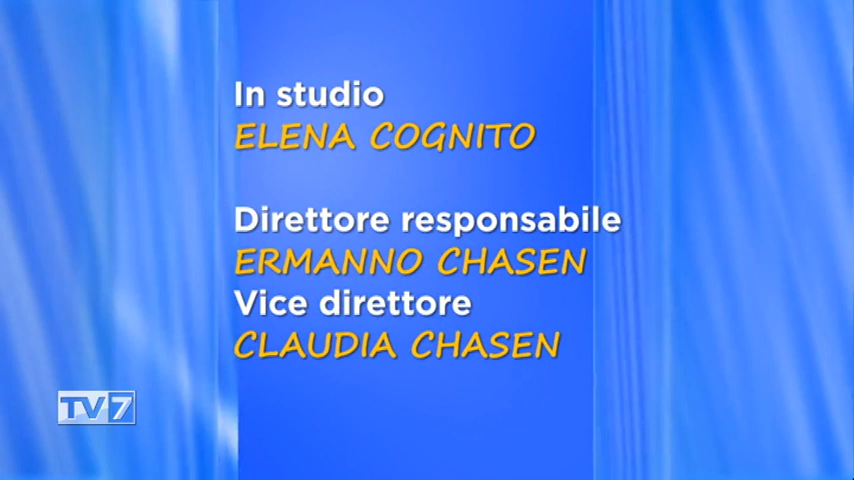 In studio
ELENA COGNITO
Direttore responsabile
ERMANNO CHASEN
Vice direttore
CLAUDIA CHASEN
TV7